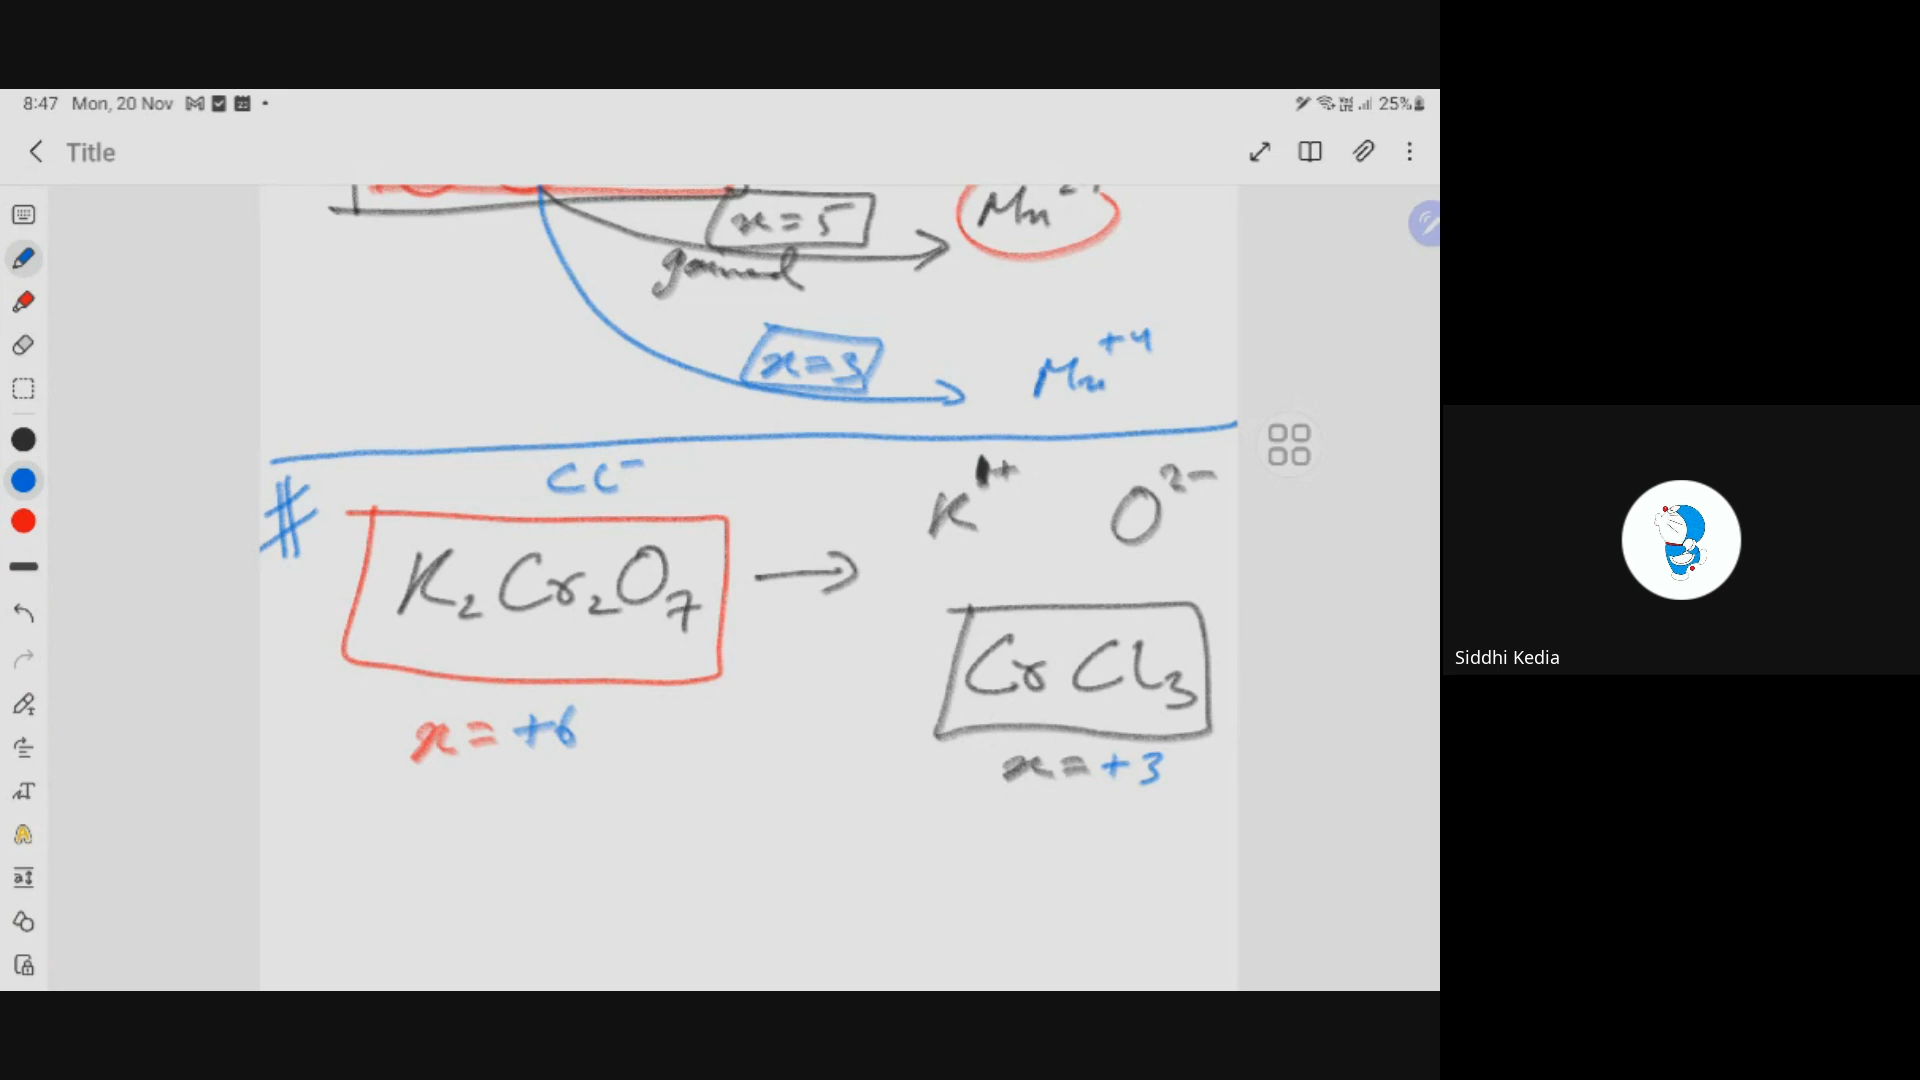 8:47 Mon, 20 Nov
25%
Title
x = 5
Mn
gained
x = 3
Mn+4
#
Cl-
K1+ O2-
K2Cr2O7 →
CrCl3
x = +6
x = +3
Siddhi Kedia